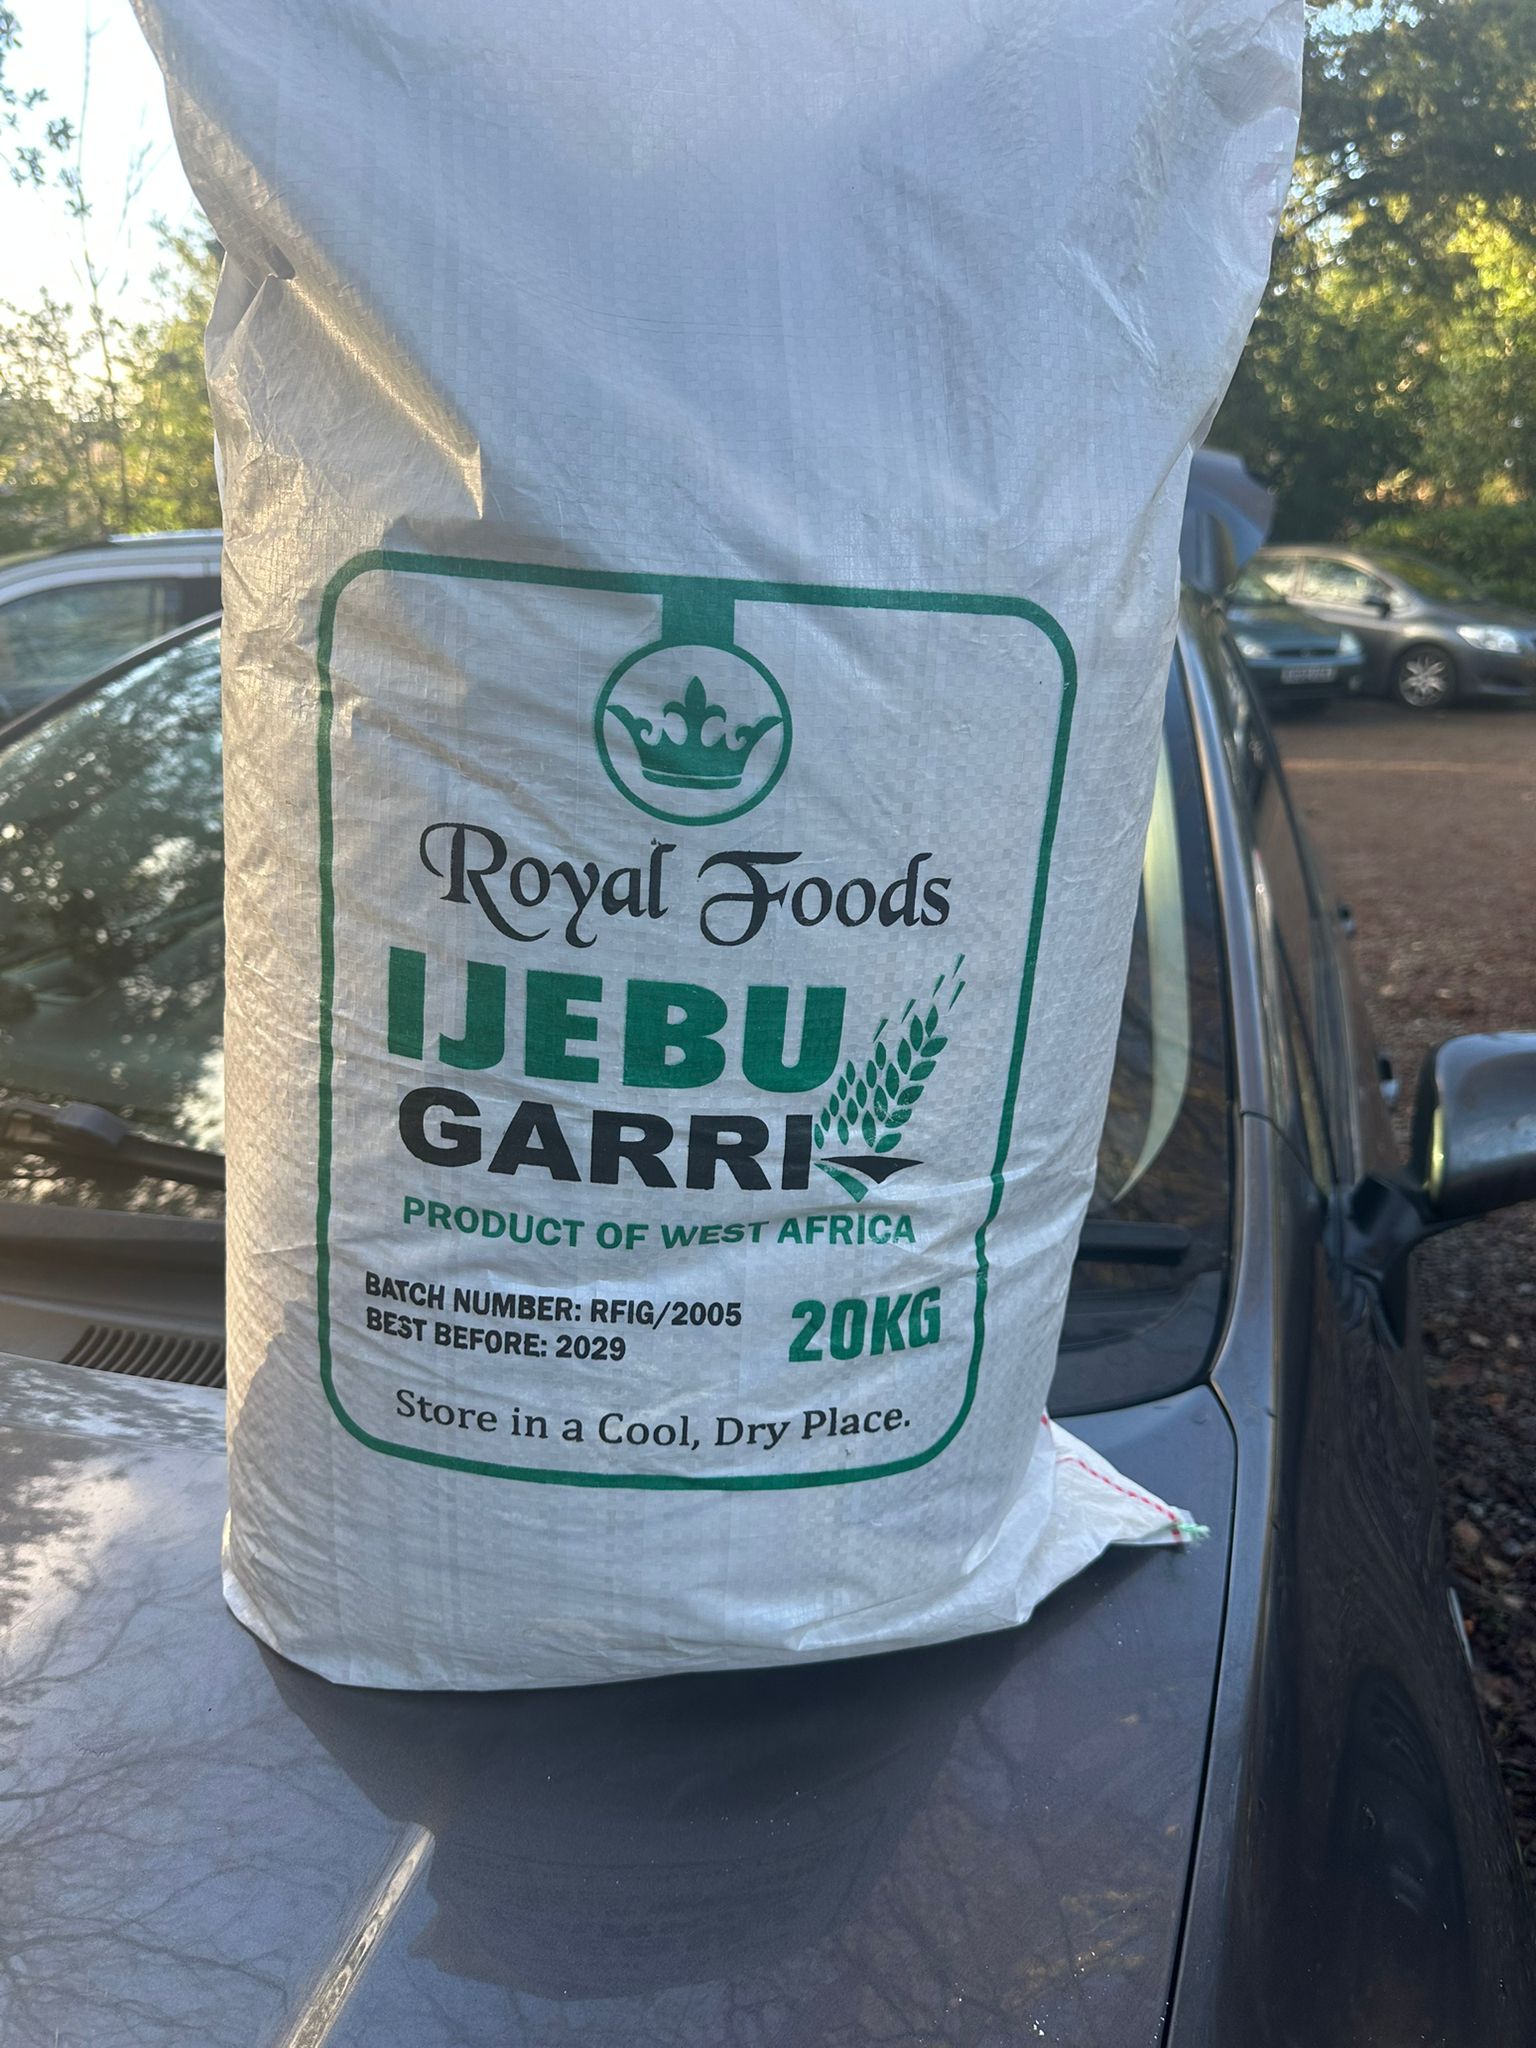 Royal Foods
IJEBU
GARRI
PRODUCT OF WEST AFRICA
BATCH NUMBER: RFIG/2005
BEST BEFORE: 2029
20KG
Store in a Cool, Dry Place.